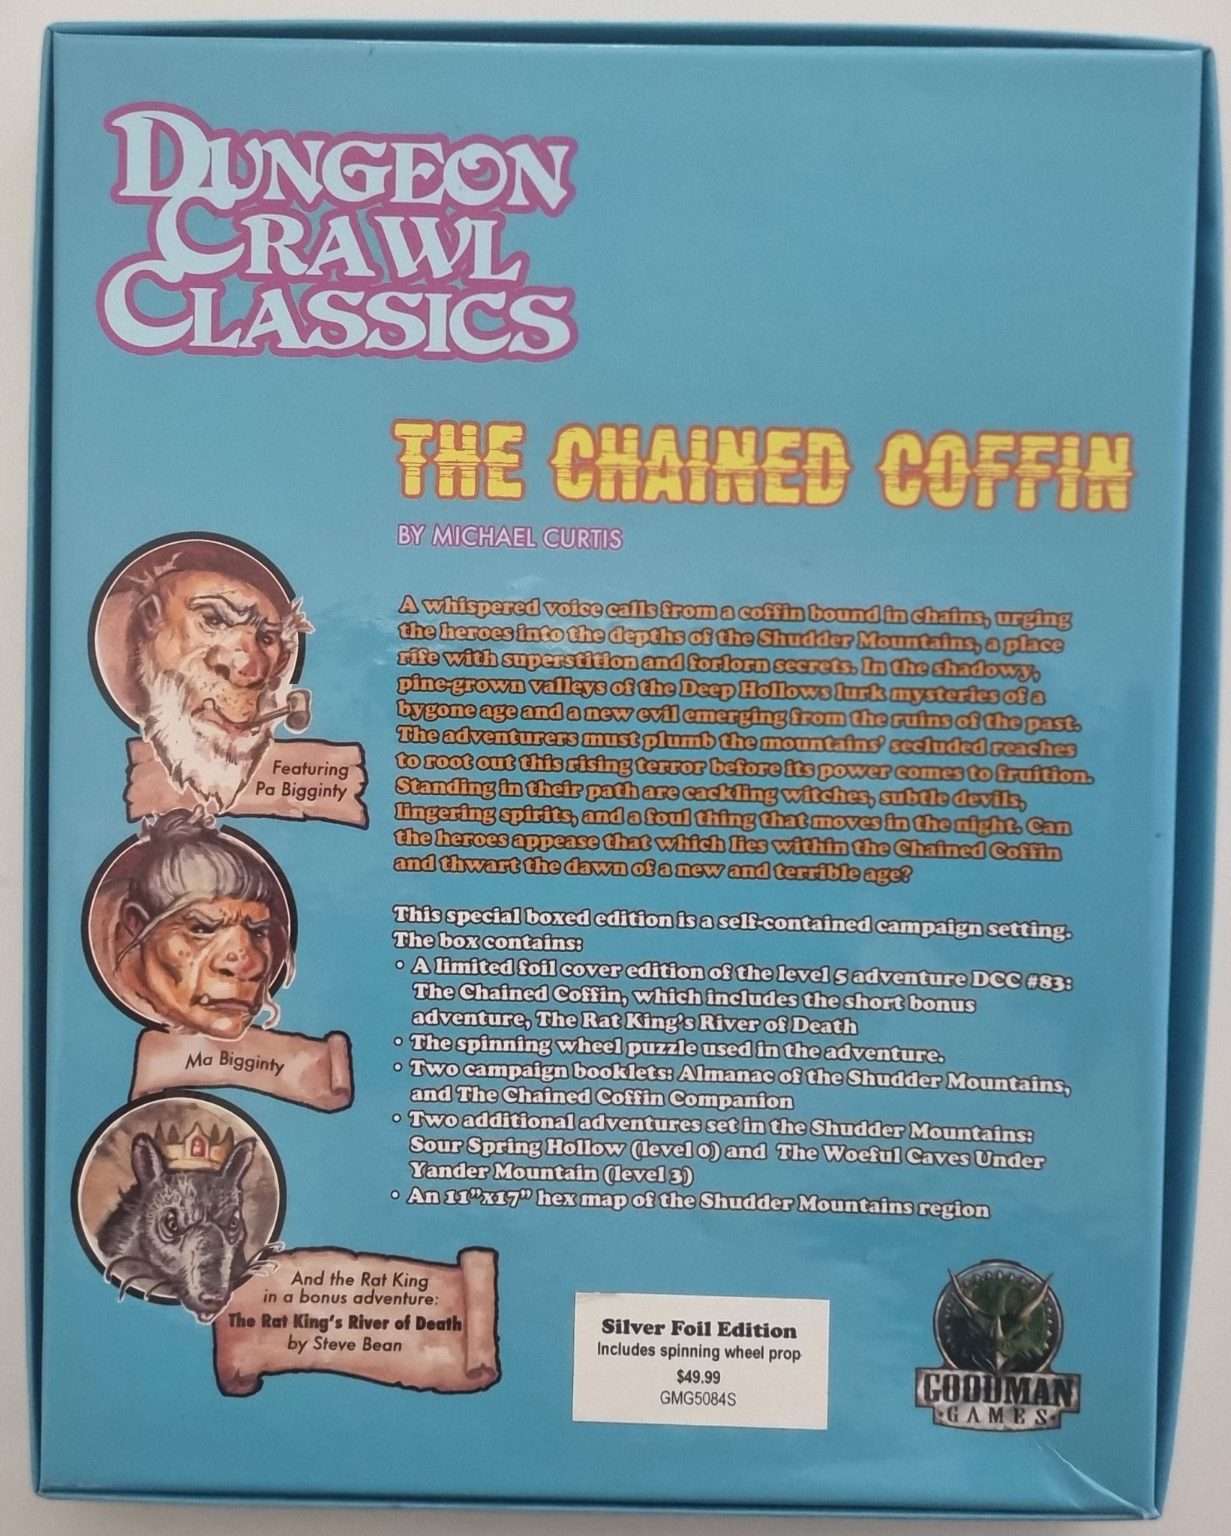 DUNGEON
CRAWL
CLASSICS
THE CHAINED COFFIN
BY MICHAEL CURTIS
A whispered voice calls from a coffin bound in chains, urging
the heroes into the depths of the Shudder Mountains, a place
rife with superstition and forlorn secrets. In the shadowy,
pine-grown valleys of the Deep Hollows lurk mysteries of a
bygone age and a new evil emerging from the ruins of the past.
The adventurers must plumb the mountains' secluded reaches
to root out this rising terror before its power comes to fruition.
Standing in their path are cackling witches, subtle devils,
lingering spirits, and a foul thing that moves in the night. Can
the heroes appease that which lies within the Chained Coffin
and thwart the dawn of a new and terrible age?
Featuring
Pa Bigginty
Ma Bigginty
This special boxed edition is a self-contained campaign setting.
The box contains:
• A limited foil cover edition of the level 5 adventure DCC #83:
The Chained Coffin, which includes the short bonus
adventure, The Rat King's River of Death
• The spinning wheel puzzle used in the adventure.
• Two campaign booklets: Almanac of the Shudder Mountains,
and The Chained Coffin Companion
• Two additional adventures set in the Shudder Mountains:
Sour Spring Hollow (level 0) and The Woeful Caves Under
Yander Mountain (level 3)
• An 11"x17" hex map of the Shudder Mountains region
And the Rat King
in a bonus adventure:
The Rat King's River of Death
by Steve Bean
Silver Foil Edition
Includes spinning wheel prop
$49.99
GMG5084S
GOODMAN
GAMES